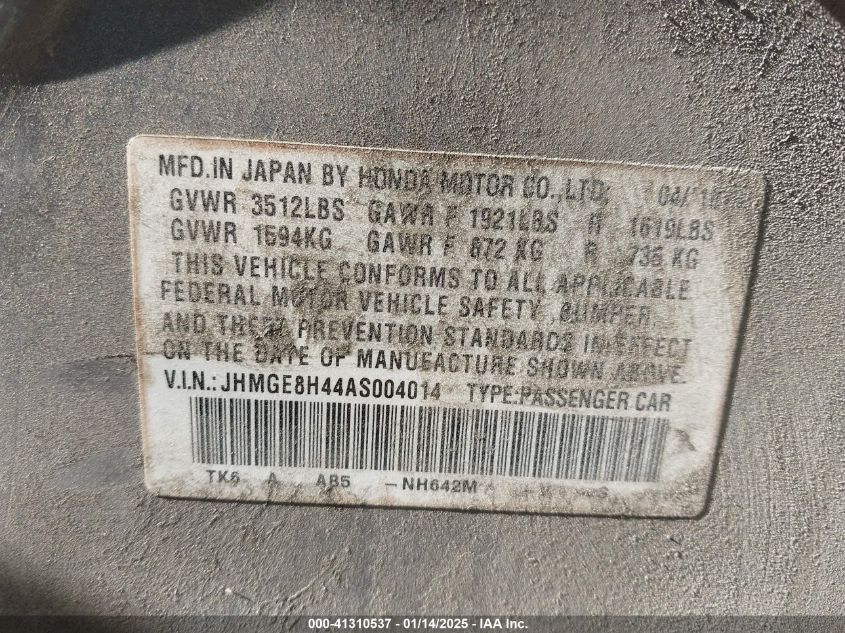 MFD.IN JAPAN BY HONDA MOTOR CO.,LTD.
GVWR 3512LBS GAWR F 1921LBS R 1619LBS
GVWR 1594KG GAWR F 872 KG R 735 KG
THIS VEHICLE CONFORMS TO ALL APPLICABLE
FEDERAL MOTOR VEHICLE SAFETY ,BUMPER,
AND THEFT PREVENTION STANDARDS IN EFFECT
ON THE DATE OF MANUFACTURE SHOWN ABOVE.
V.I.N.: JHMGE8H44AS004014 TYPE:PASSENGER CAR
TK6 A AB5 -NH642M
000-41310537 - 01/14/2025 - IAA Inc.